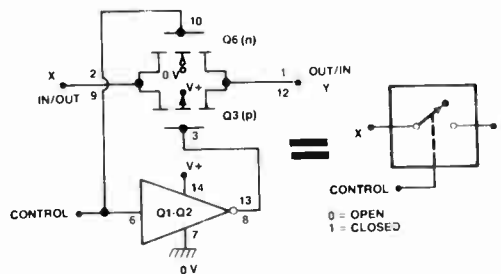 10
Q6 (n)
X
2
0 V
1
OUT/IN
IN/OUT
9
V+
12
Y
Q3 (p)
3
X
V+
14
13
CONTROL
CONTROL
6
Q1-Q2
8
7
0 = OPEN
1 = CLOSED
0 V